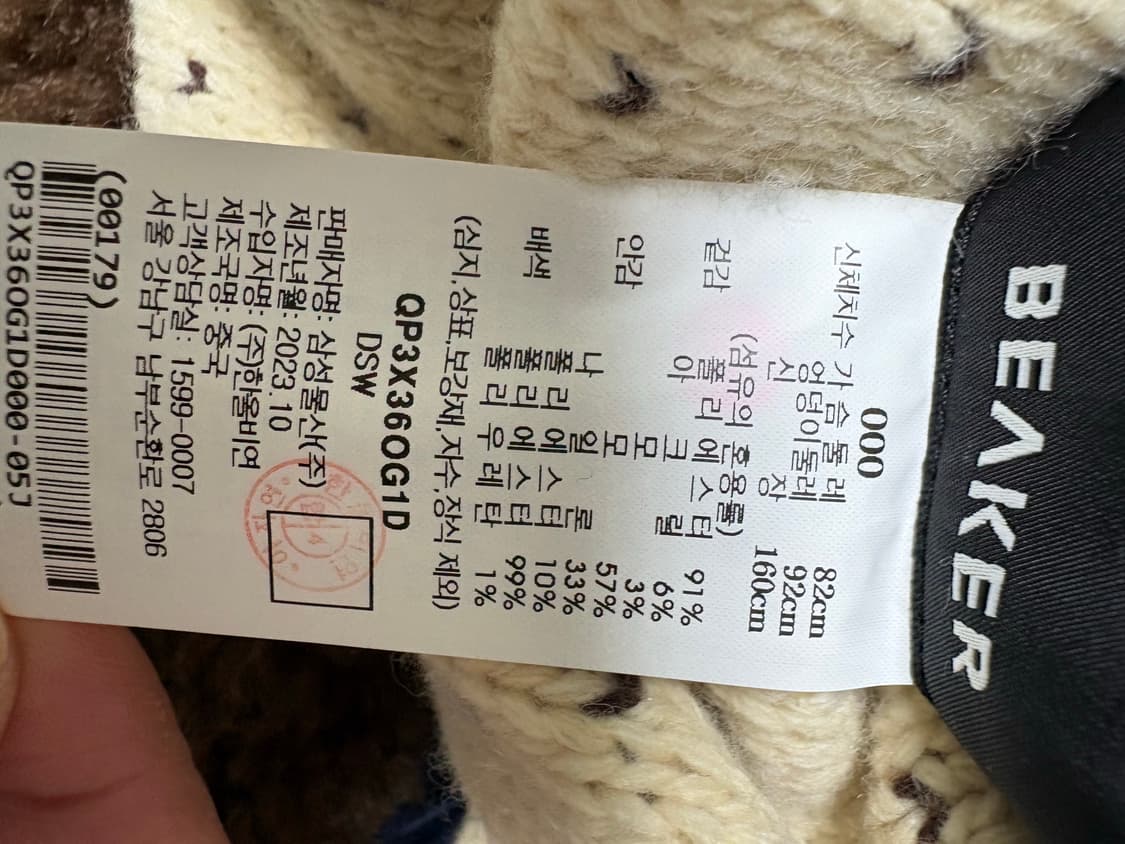 BEAKER
000
신체치수 가슴둘레 82cm
엉덩이둘레 92cm
신장 160cm
(섬유의 혼용률)
겉감 폴리에스터 91%
아크릴 6%
모 3%
안감 모 57%
나일론 33%
폴리에스터 10%
배색 폴리에스터 99%
폴리우레탄 1%
(심지,상표,보강재,자수,장식 제외)
QP3X36OG1D
DSW
판매자명: 삼성물산(주)
제조년월: 2023.10
수입자명: (주)한올비연
제조국명: 중국
고객상담실: 1599-0007
서울 강남구 남부순환로 2806
(00179)
QP3X36OG1D000-05J